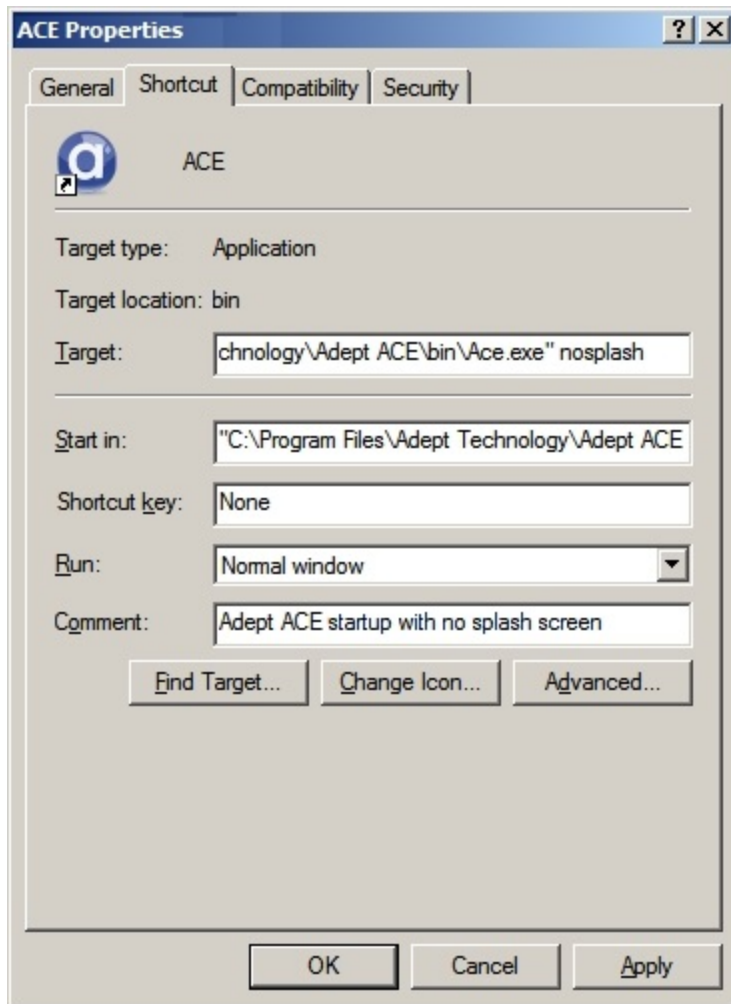 ACE Properties
General Shortcut Compatibility Security
a ACE
Target type: Application
Target location: bin
Target: chnology\Adept ACE\bin\Ace.exe" nosplash
Start in: "C:\Program Files\Adept Technology\Adept ACE
Shortcut key: None
Run: Normal window
Comment: Adept ACE startup with no splash screen
Find Target... Change Icon... Advanced...
OK Cancel Apply